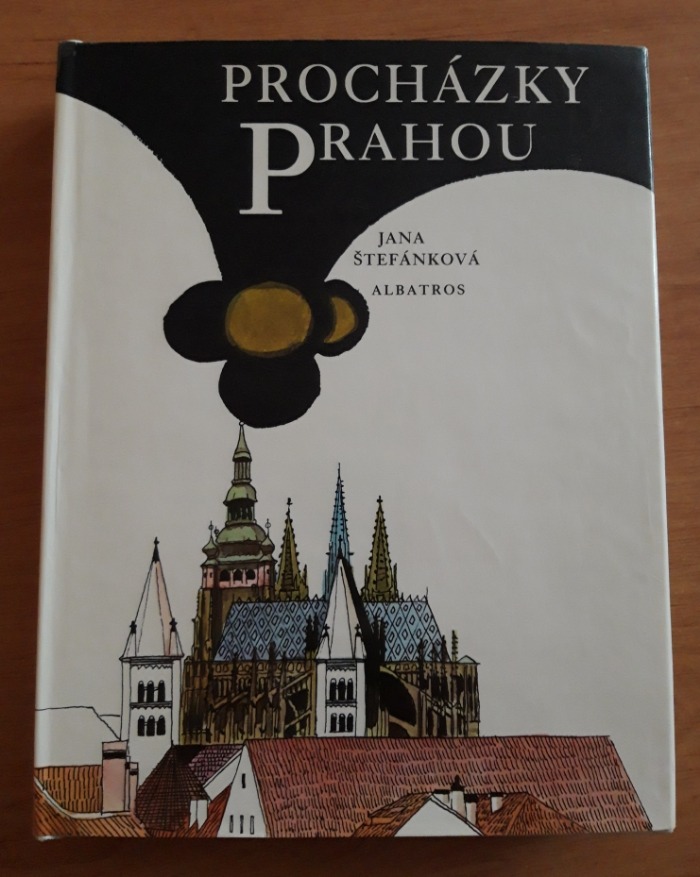 PROCHÁZKY
PRAHOU
JANA
ŠTEFÁNKOVÁ
ALBATROS